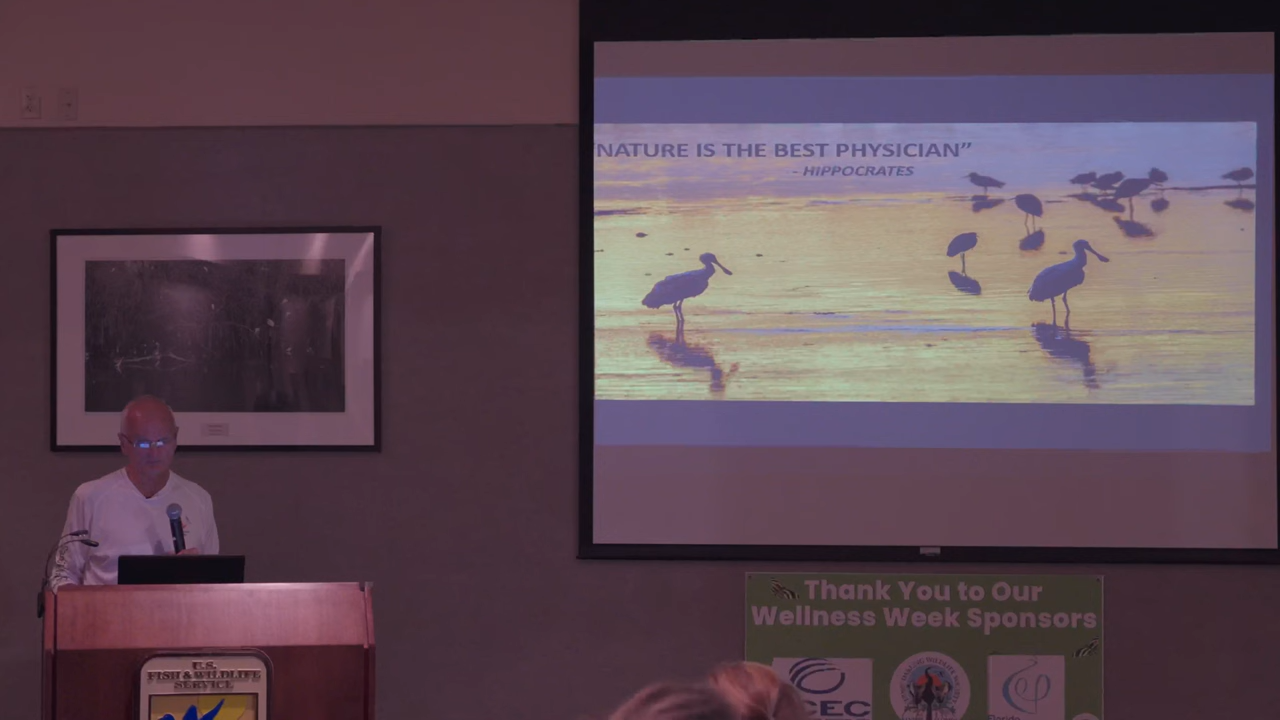 NATURE IS THE BEST PHYSICIAN”
- HIPPOCRATES
Thank You to Our
Wellness Week Sponsors
CEC
U.S.
FISH & WILDLIFE
SERVICE